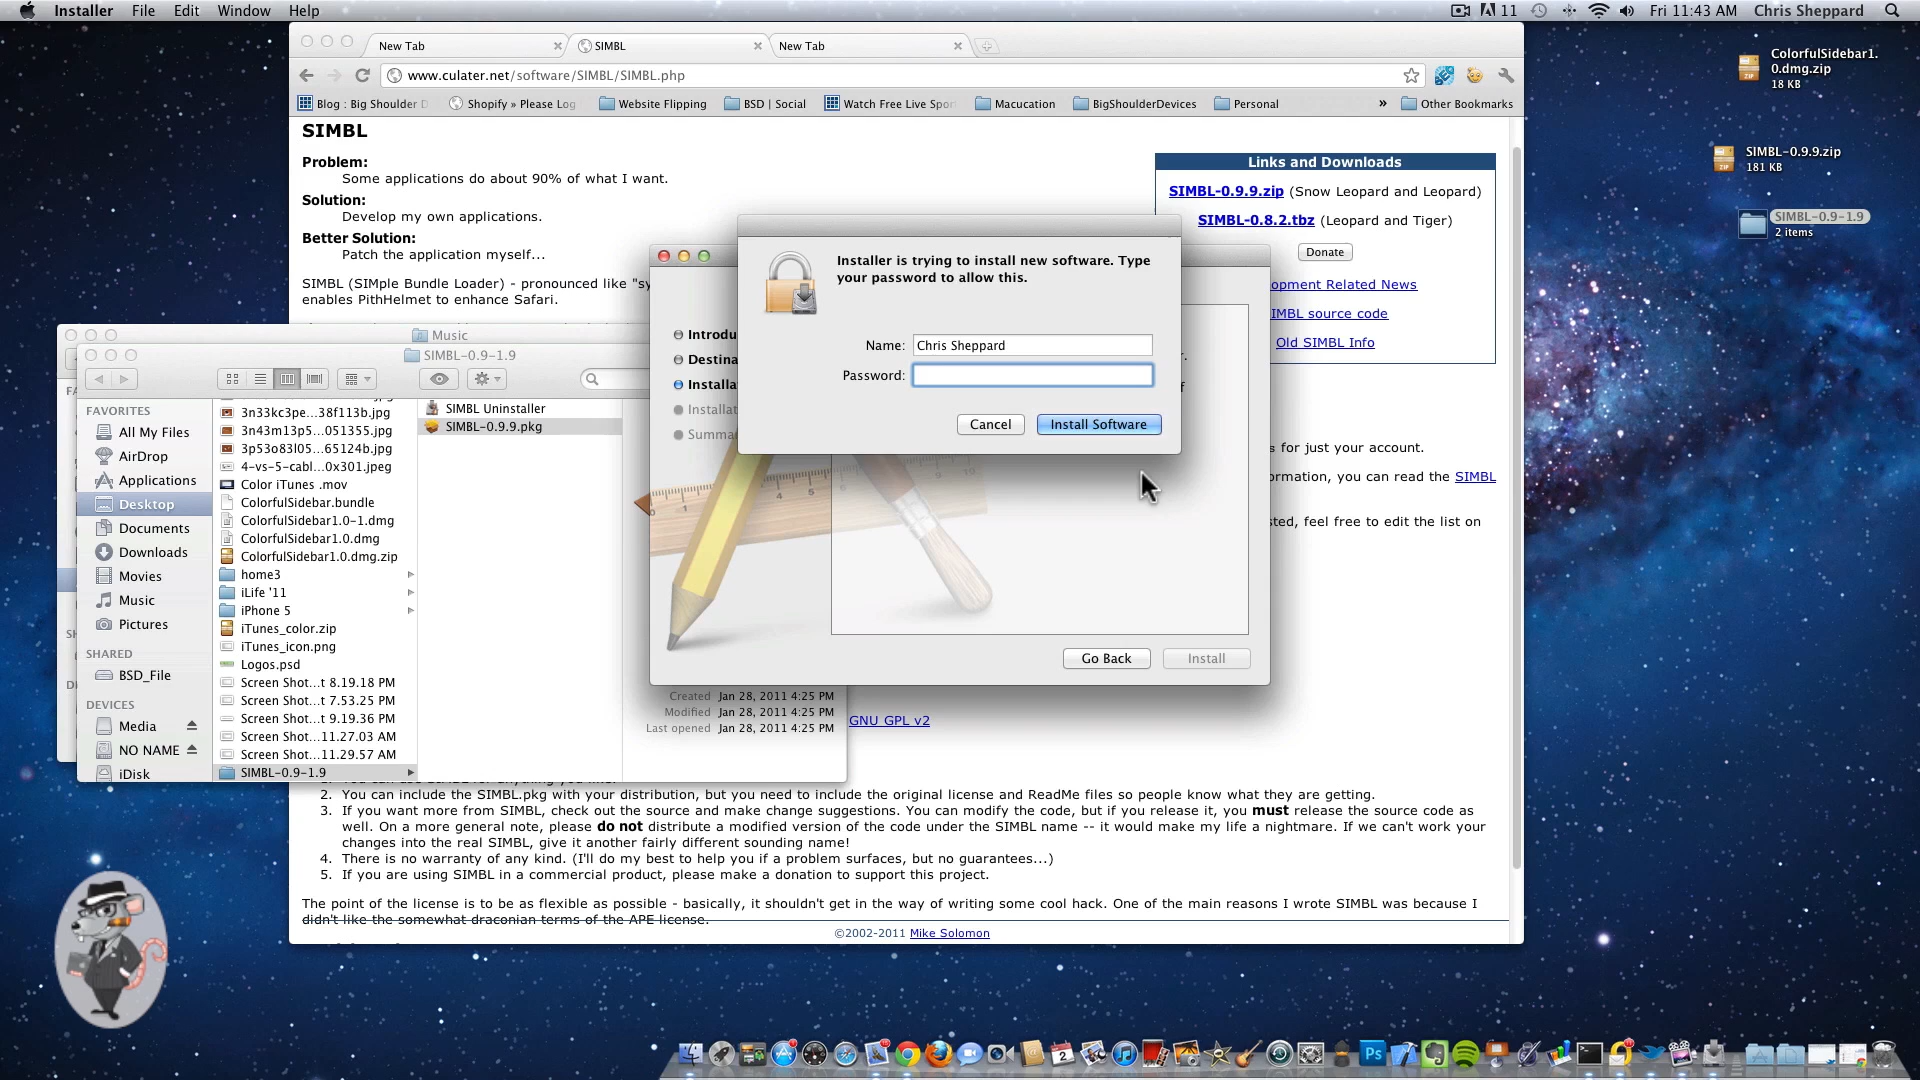 Installer File Edit Window Help
11 Fri 11:43 AM Chris Sheppard
New Tab
SIMBL
New Tab
www.culater.net/software/SIMBL/SIMBL.php
Blog : Big Shoulder
Shopify » Please Log
Website Flipping
BSD | Social
Watch Free Live Spor
Macucation
BigShoulderDevices
Personal
»
Other Bookmarks
SIMBL
Problem:
Some applications do about 90% of what I want.
Solution:
Develop my own applications.
Better Solution:
Patch the application myself...
SIMBL (SIMple Bundle Loader) - pronounced like "sy
enables PithHelmet to enhance Safari.
Links and Downloads
SIMBL-0.9.9.zip (Snow Leopard and Leopard)
SIMBL-0.8.2.tbz (Leopard and Tiger)
Donate
opment Related News
IMBL source code
Old SIMBL Info
s for just your account.
ormation, you can read the SIMBL
sted, feel free to edit the list on
GNU GPL v2
2. You can include the SIMBL.pkg with your distribution, but you need to include the original license and ReadMe files so people know what they are getting.
3. If you want more from SIMBL, check out the source and make change suggestions. You can modify the code, but if you release it, you must release the source code as
well. On a more general note, please do not distribute a modified version of the code under the SIMBL name -- it would make my life a nightmare. If we can't work your
changes into the real SIMBL, give it another fairly different sounding name!
4. There is no warranty of any kind. (I'll do my best to help you if a problem surfaces, but no guarantees...)
5. If you are using SIMBL in a commercial product, please make a donation to support this project.
The point of the license is to be as flexible as possible - basically, it shouldn't get in the way of writing some cool hack. One of the main reasons I wrote SIMBL was because I
didn't like the somewhat draconian terms of the APE license.
©2002-2011 Mike Solomon
Installer is trying to install new software. Type
your password to allow this.
Name: Chris Sheppard
Password:
Cancel
Install Software
Introdu
Destina
Installa
Installat
Summa
Go Back
Install
Music
SIMBL-0.9-1.9
FAVORITES
All My Files
AirDrop
Applications
Desktop
Documents
Downloads
Movies
Music
Pictures
SHARED
BSD_File
DEVICES
Media
NO NAME
iDisk
3n33kc3pe...38f113b.jpg
3n43m13p5...051355.jpg
3p53o83l05...65124b.jpg
4-vs-5-cabl...0x301.jpeg
Color iTunes .mov
ColorfulSidebar.bundle
ColorfulSidebar1.0-1.dmg
ColorfulSidebar1.0.dmg
ColorfulSidebar1.0.dmg.zip
home3
iLife '11
iPhone 5
iTunes_color.zip
iTunes_icon.png
Logos.psd
Screen Shot...t 8.19.18 PM
Screen Shot...t 7.53.25 PM
Screen Shot...t 9.19.36 PM
Screen Shot...11.27.03 AM
Screen Shot...11.29.57 AM
SIMBL-0.9-1.9
SIMBL Uninstaller
SIMBL-0.9.9.pkg
Created Jan 28, 2011 4:25 PM
Modified Jan 28, 2011 4:25 PM
Last opened Jan 28, 2011 4:25 PM
ColorfulSidebar1.
0.dmg.zip
18 KB
SIMBL-0.9.9.zip
181 KB
SIMBL-0.9-1.9
2 items
Ps